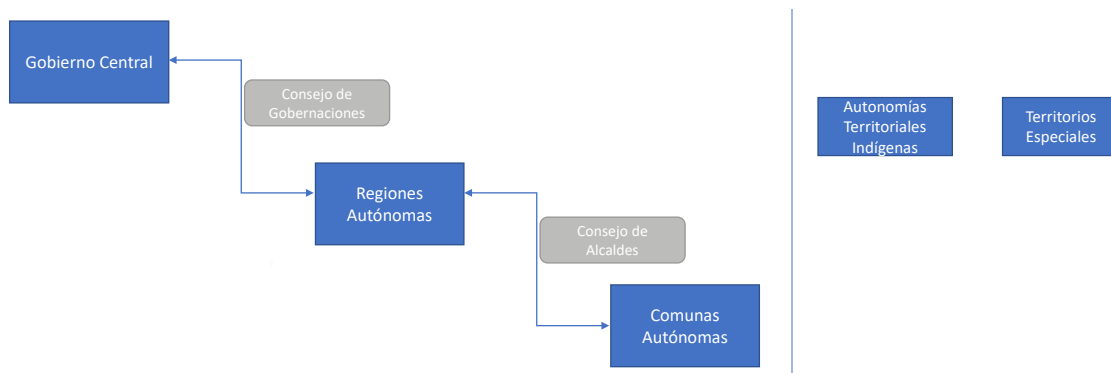 Gobierno Central
Consejo de
Gobernaciones
Regiones
Autónomas
Consejo de
Alcaldes
Comunas
Autónomas
Autonomías
Territoriales
Indígenas
Territorios
Especiales